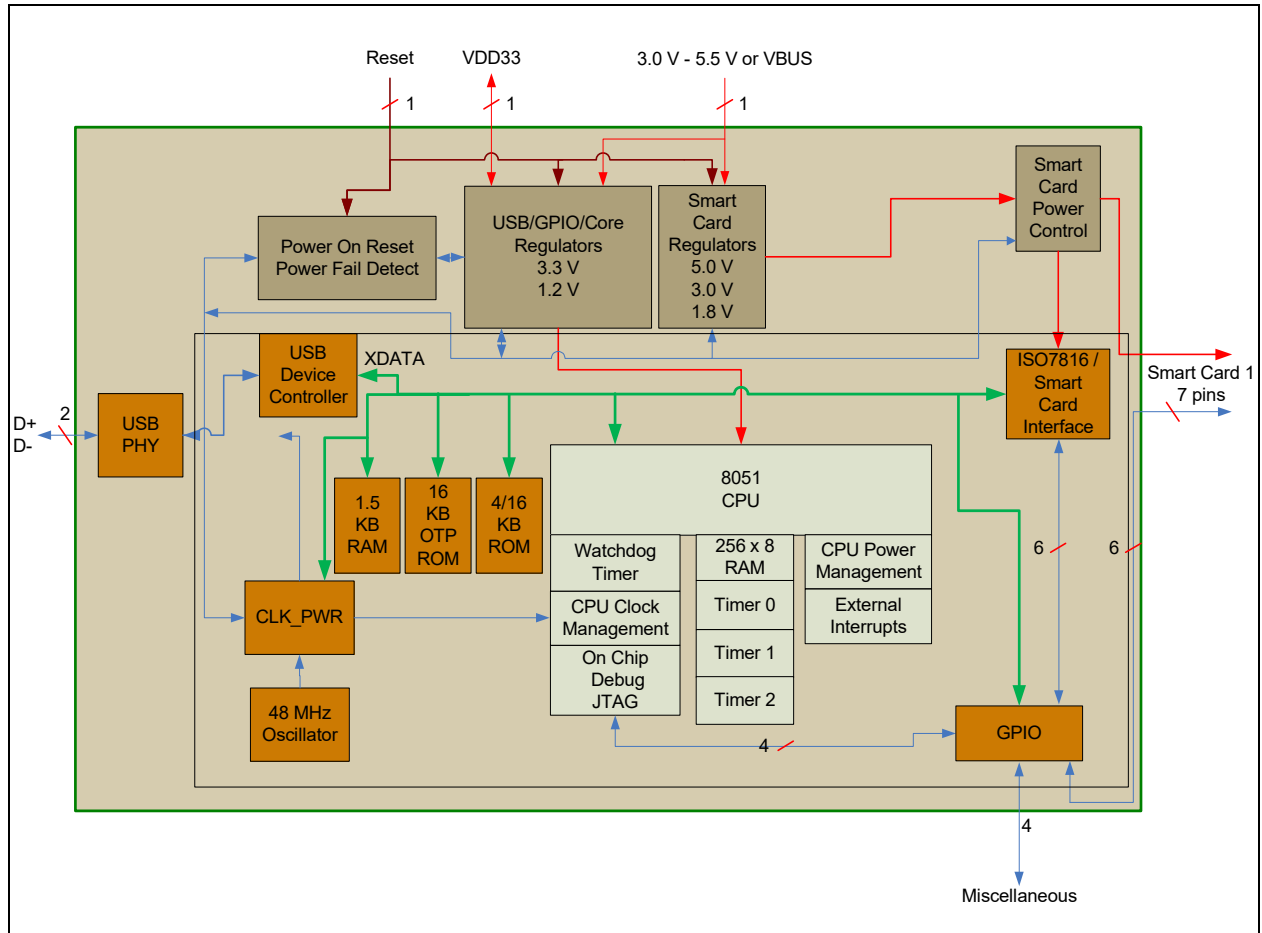 Reset
VDD33
3.0 V - 5.5 V or VBUS
1
1
1
Power On Reset
Power Fail Detect
USB/GPIO/Core
Regulators
3.3 V
1.2 V
Smart
Card
Regulators
5.0 V
3.0 V
1.8 V
Smart
Card
Power
Control
USB
Device
Controller
XDATA
ISO7816 /
Smart
Card
Interface
Smart Card 1
7 pins
D+
D-
2
USB
PHY
1.5
KB
RAM
16
KB
OTP
ROM
4/16
KB
ROM
8051
CPU
Watchdog
Timer
CPU Clock
Management
On Chip
Debug
JTAG
256 x 8
RAM
Timer 0
Timer 1
Timer 2
CPU Power
Management
External
Interrupts
6
6
CLK_PWR
48 MHz
Oscillator
4
GPIO
4
Miscellaneous